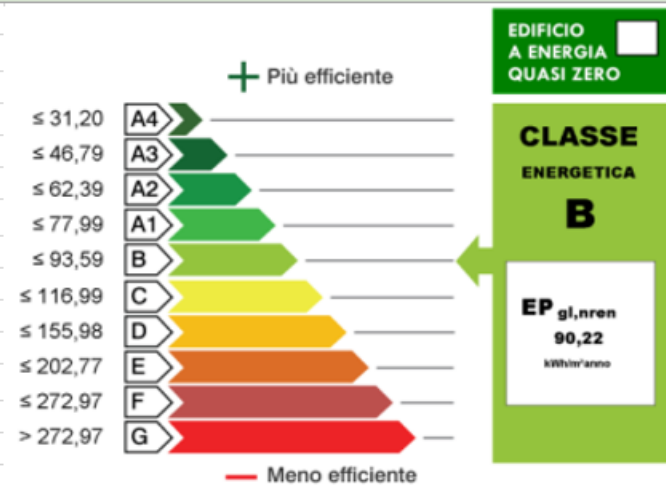 EDIFICIO
A ENERGIA
QUASI ZERO
+ Più efficiente
≤ 31,20 A4
≤ 46,79 A3
≤ 62,39 A2
≤ 77,99 A1
≤ 93,59 B
≤ 116,99 C
≤ 155,98 D
≤ 202,77 E
≤ 272,97 F
> 272,97 G
— Meno efficiente
CLASSE
ENERGETICA
B
EP gl,nren
90,22
kWh/m²anno